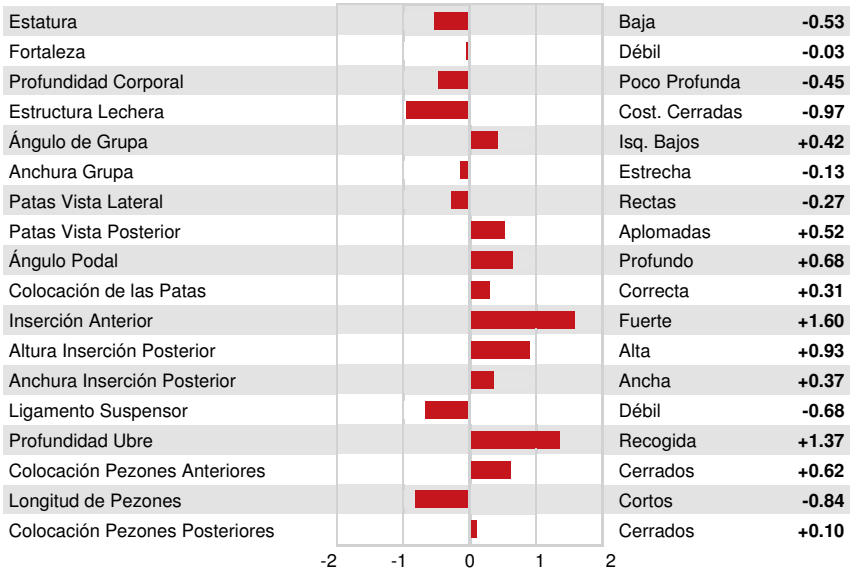 Estatura Baja -0.53
Fortaleza Débil -0.03
Profundidad Corporal Poco Profunda -0.45
Estructura Lechera Cost. Cerradas -0.97
Ángulo de Grupa Isq. Bajos +0.42
Anchura Grupa Estrecha -0.13
Patas Vista Lateral Rectas -0.27
Patas Vista Posterior Aplomadas +0.52
Ángulo Podal Profundo +0.68
Colocación de las Patas Correcta +0.31
Inserción Anterior Fuerte +1.60
Altura Inserción Posterior Alta +0.93
Anchura Inserción Posterior Ancha +0.37
Ligamento Suspensor Débil -0.68
Profundidad Ubre Recogida +1.37
Colocación Pezones Anteriores Cerrados +0.62
Longitud de Pezones Cortos -0.84
Colocación Pezones Posteriores Cerrados +0.10
-2 -1 0 1 2